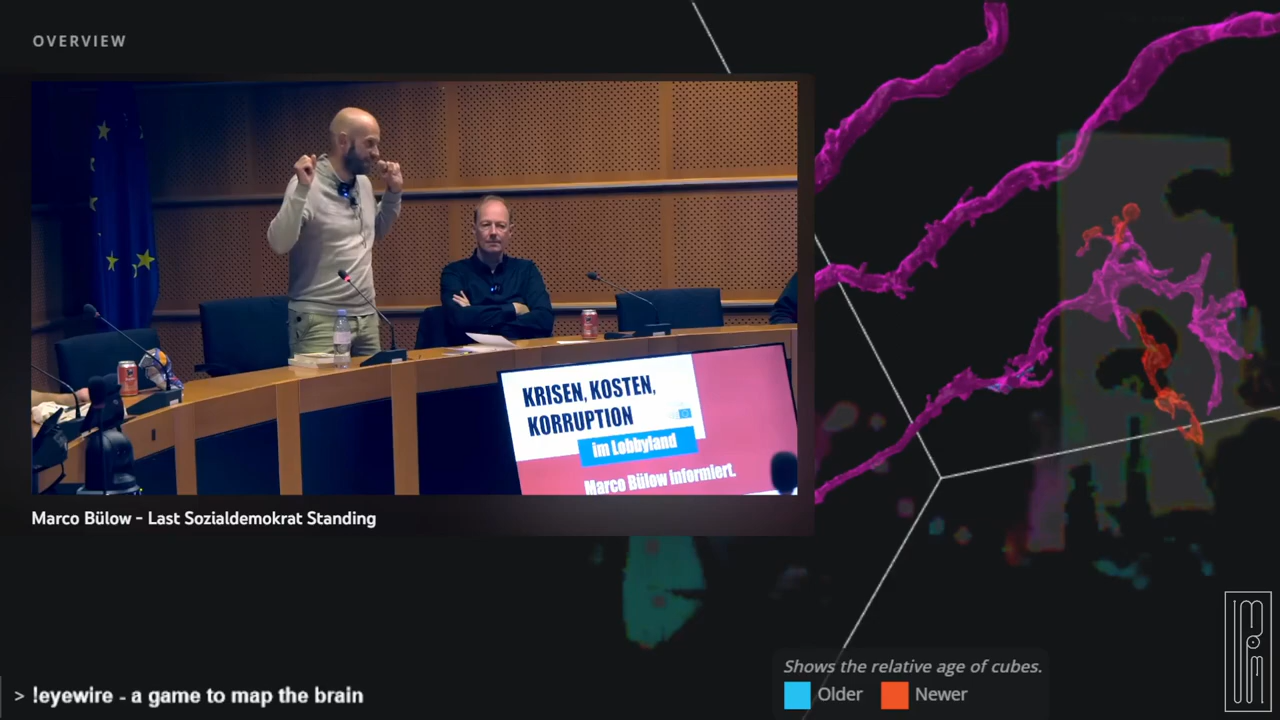 OVERVIEW
KRISEN, KOSTEN,
KORRUPTION
im Lobbyland
Marco Bülow informiert.
Marco Bülow - Last Sozialdemokrat Standing
Shows the relative age of cubes.
Older Newer
> !eyewire - a game to map the brain